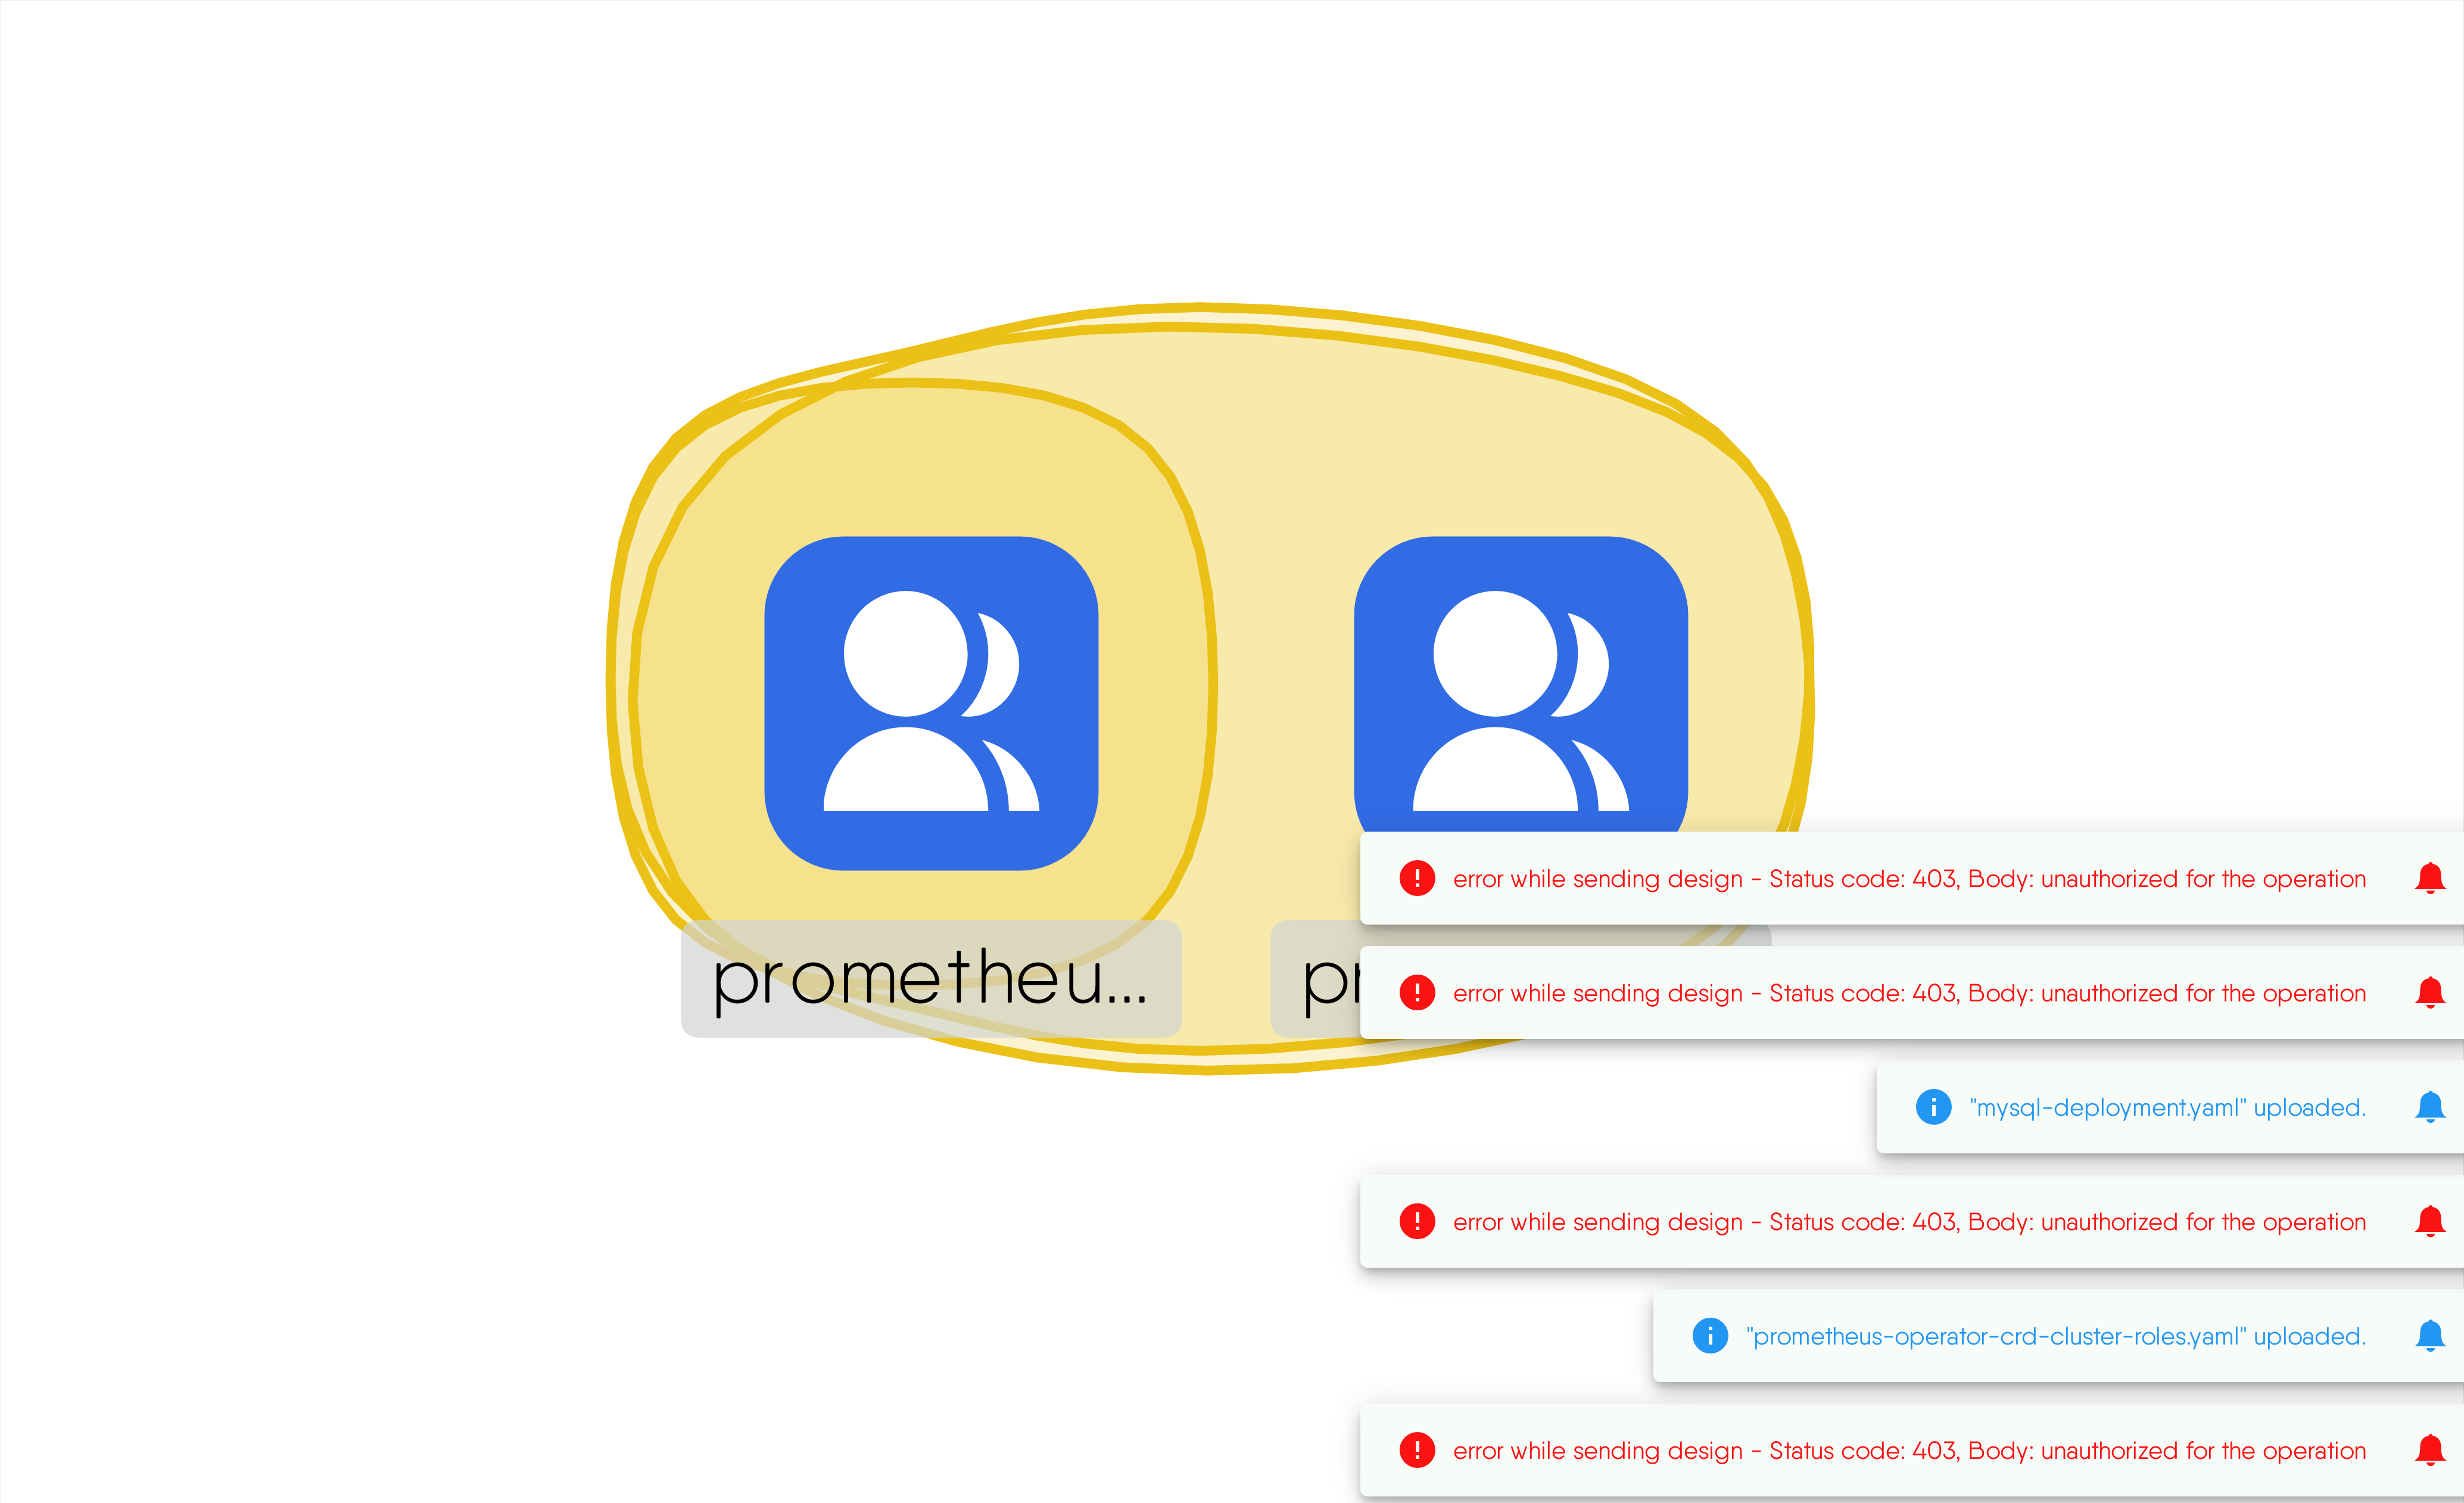 prometheu...
error while sending design - Status code: 403, Body: unauthorized for the operation
error while sending design - Status code: 403, Body: unauthorized for the operation
"mysql-deployment.yaml" uploaded.
error while sending design - Status code: 403, Body: unauthorized for the operation
"prometheus-operator-crd-cluster-roles.yaml" uploaded.
error while sending design - Status code: 403, Body: unauthorized for the operation